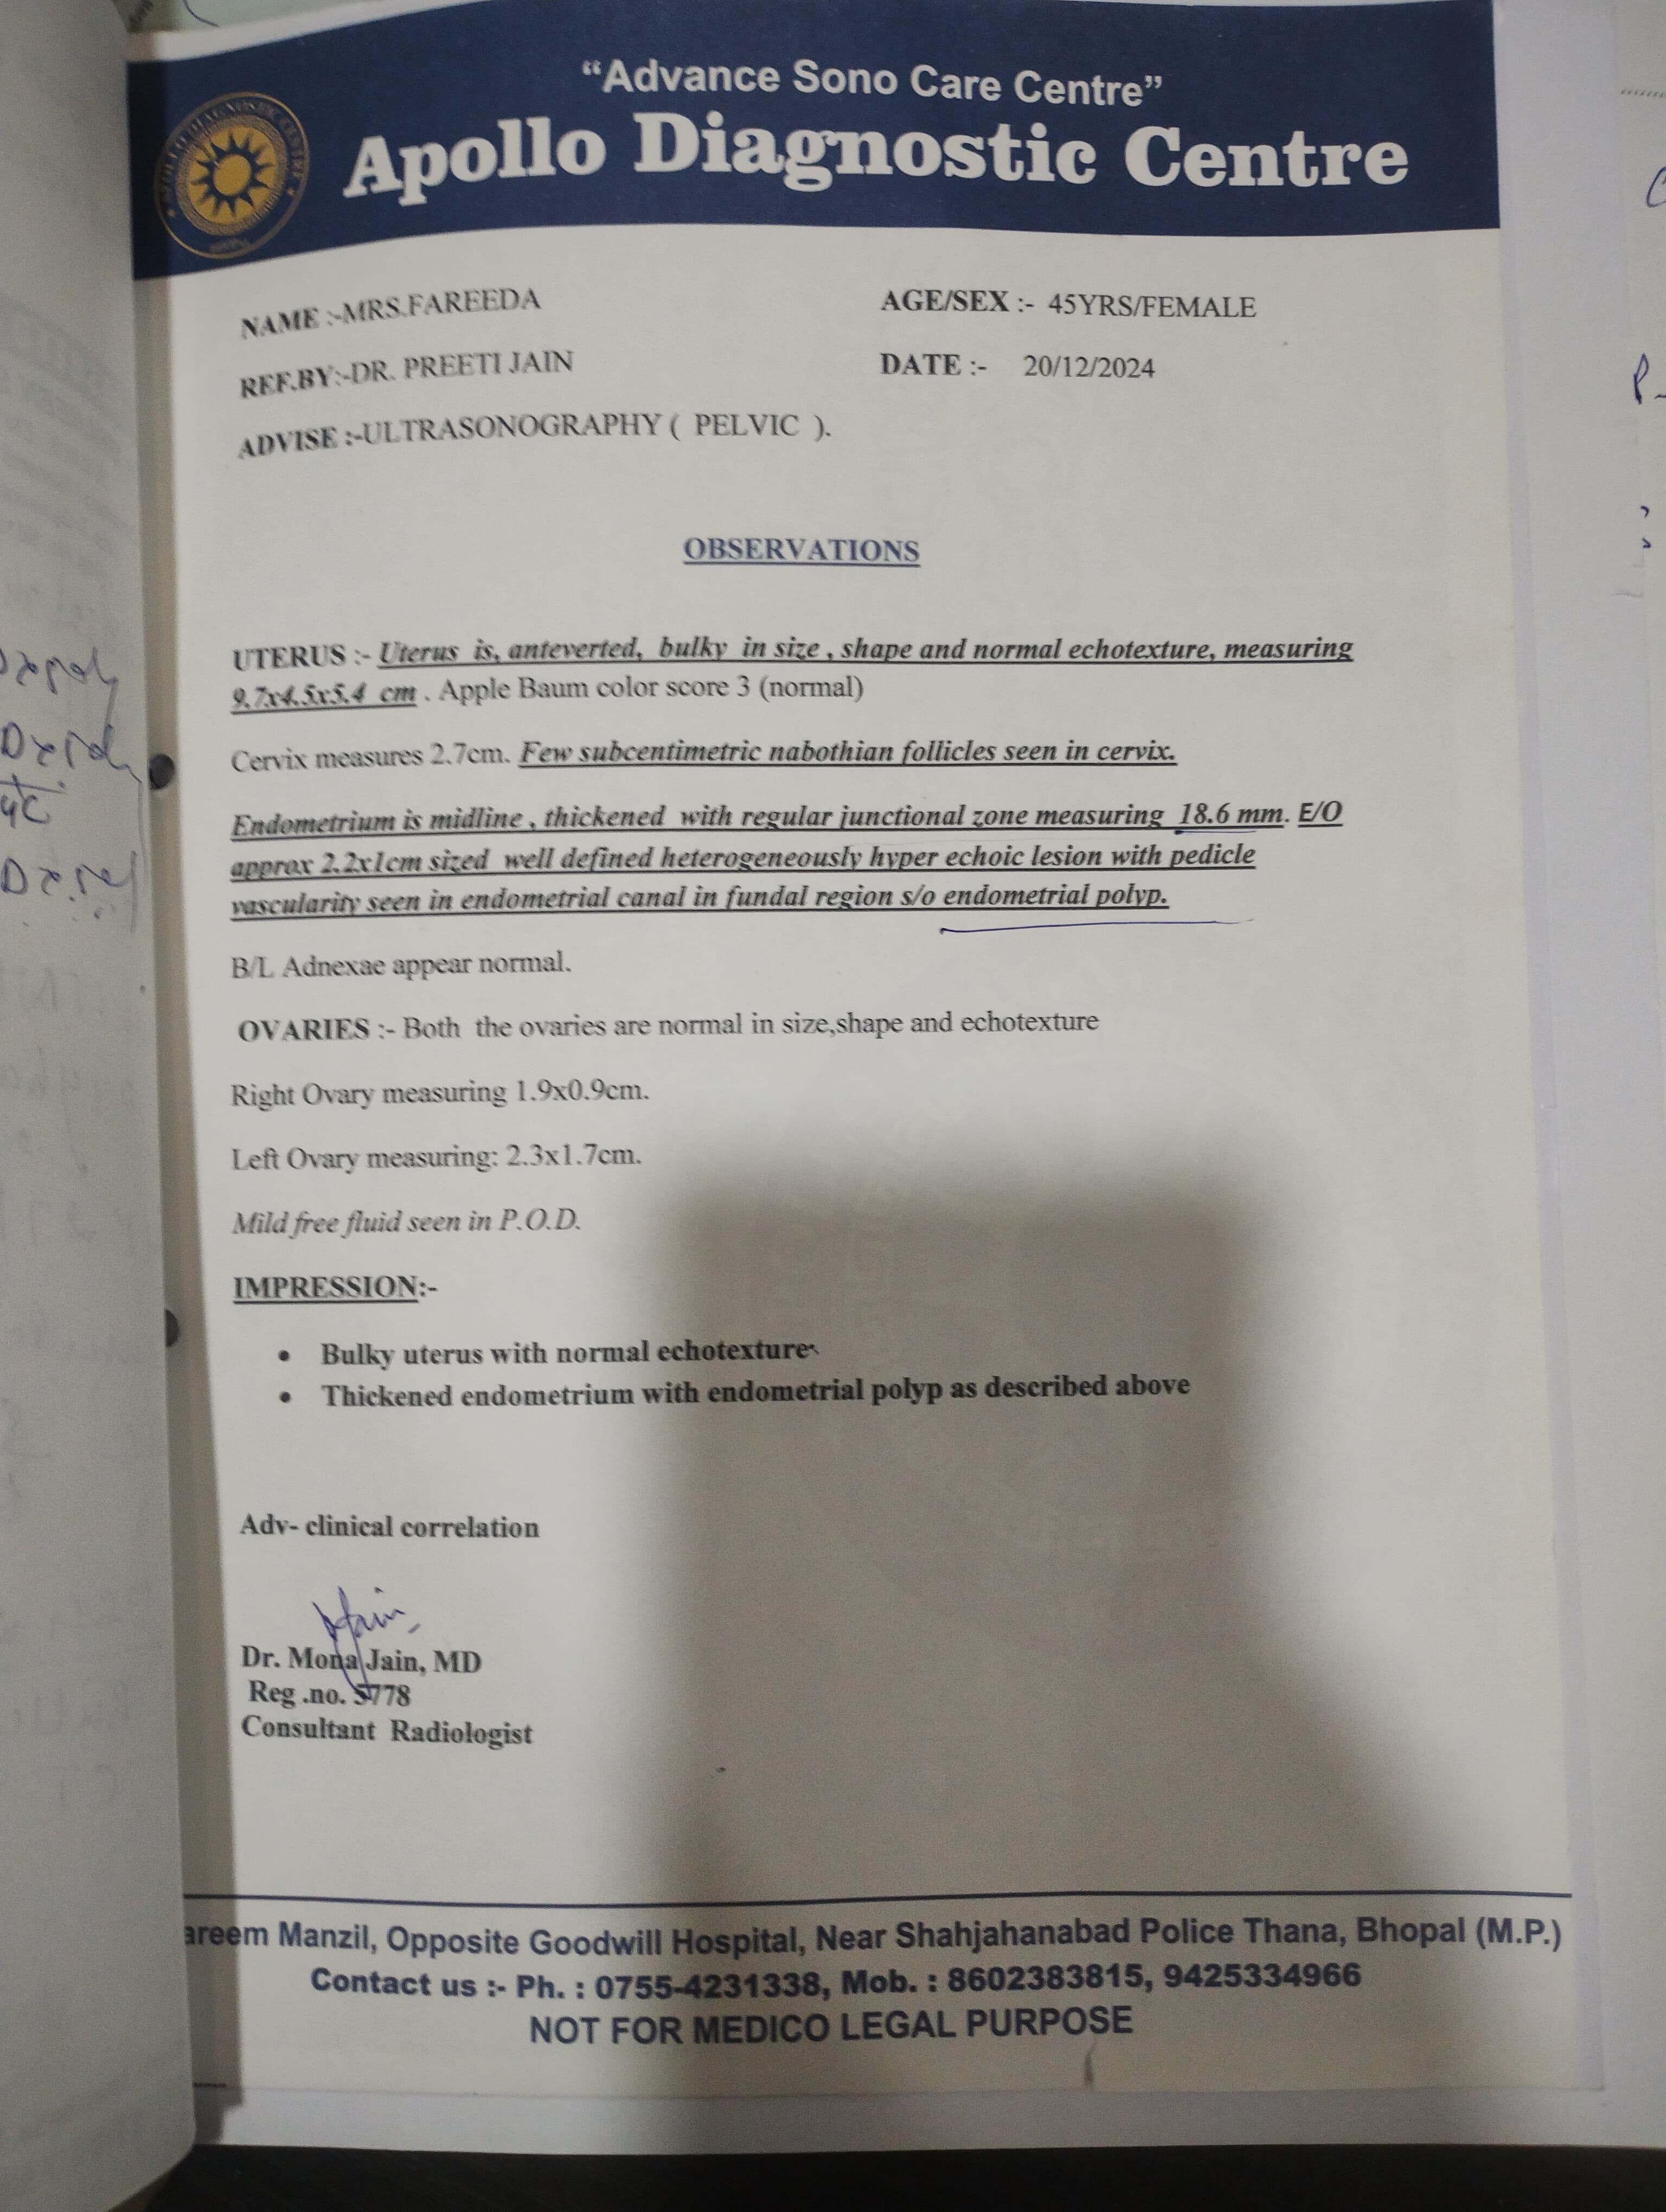 “Advance Sono Care Centre”
Apollo Diagnostic Centre
NAME :-MRS.FAREEDA
AGE/SEX :- 45YRS/FEMALE
REF.BY:-DR. PREETI JAIN
DATE :- 20/12/2024
ADVISE :-ULTRASONOGRAPHY ( PELVIC ).
OBSERVATIONS
UTERUS :- Uterus is, anteverted, bulky in size , shape and normal echotexture, measuring
9.7x4.5x5.4 cm . Apple Baum color score 3 (normal)
Cervix measures 2.7cm. Few subcentimetric nabothian follicles seen in cervix.
Endometrium is midline , thickened with regular junctional zone measuring 18.6 mm. E/O
approx 2.2x1cm sized well defined heterogeneously hyper echoic lesion with pedicle
vascularity seen in endometrial canal in fundal region s/o endometrial polyp.
B/L Adnexae appear normal.
OVARIES :- Both the ovaries are normal in size,shape and echotexture
Right Ovary measuring 1.9x0.9cm.
Left Ovary measuring: 2.3x1.7cm.
Mild free fluid seen in P.O.D.
IMPRESSION:-
• Bulky uterus with normal echotexture
• Thickened endometrium with endometrial polyp as described above
Adv- clinical correlation
Dr. Mona Jain, MD
Reg .no. 5778
Consultant Radiologist
areem Manzil, Opposite Goodwill Hospital, Near Shahjahanabad Police Thana, Bhopal (M.P.)
Contact us :- Ph. : 0755-4231338, Mob. : 8602383815, 9425334966
NOT FOR MEDICO LEGAL PURPOSE